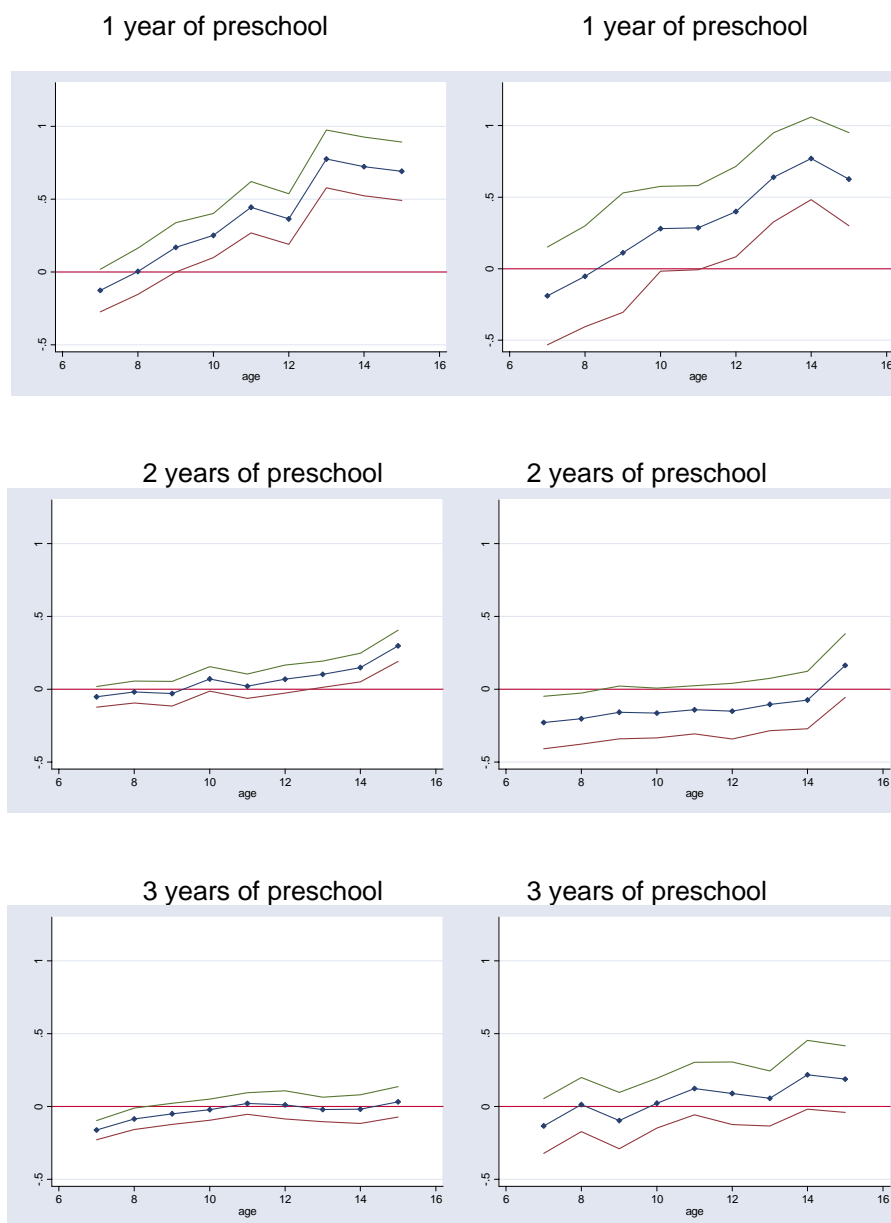 1 year of preschool 1 year of preschool
1 1
.5 .5
0 0
-.5 -.5
6 8 10 12 14 16 6 8 10 12 14 16
age age
2 years of preschool 2 years of preschool
1 1
.5 .5
0 0
-.5 -.5
6 8 10 12 14 16 6 8 10 12 14 16
age age
3 years of preschool 3 years of preschool
1 1
.5 .5
0 0
-.5 -.5
6 8 10 12 14 16 6 8 10 12 14 16
age age